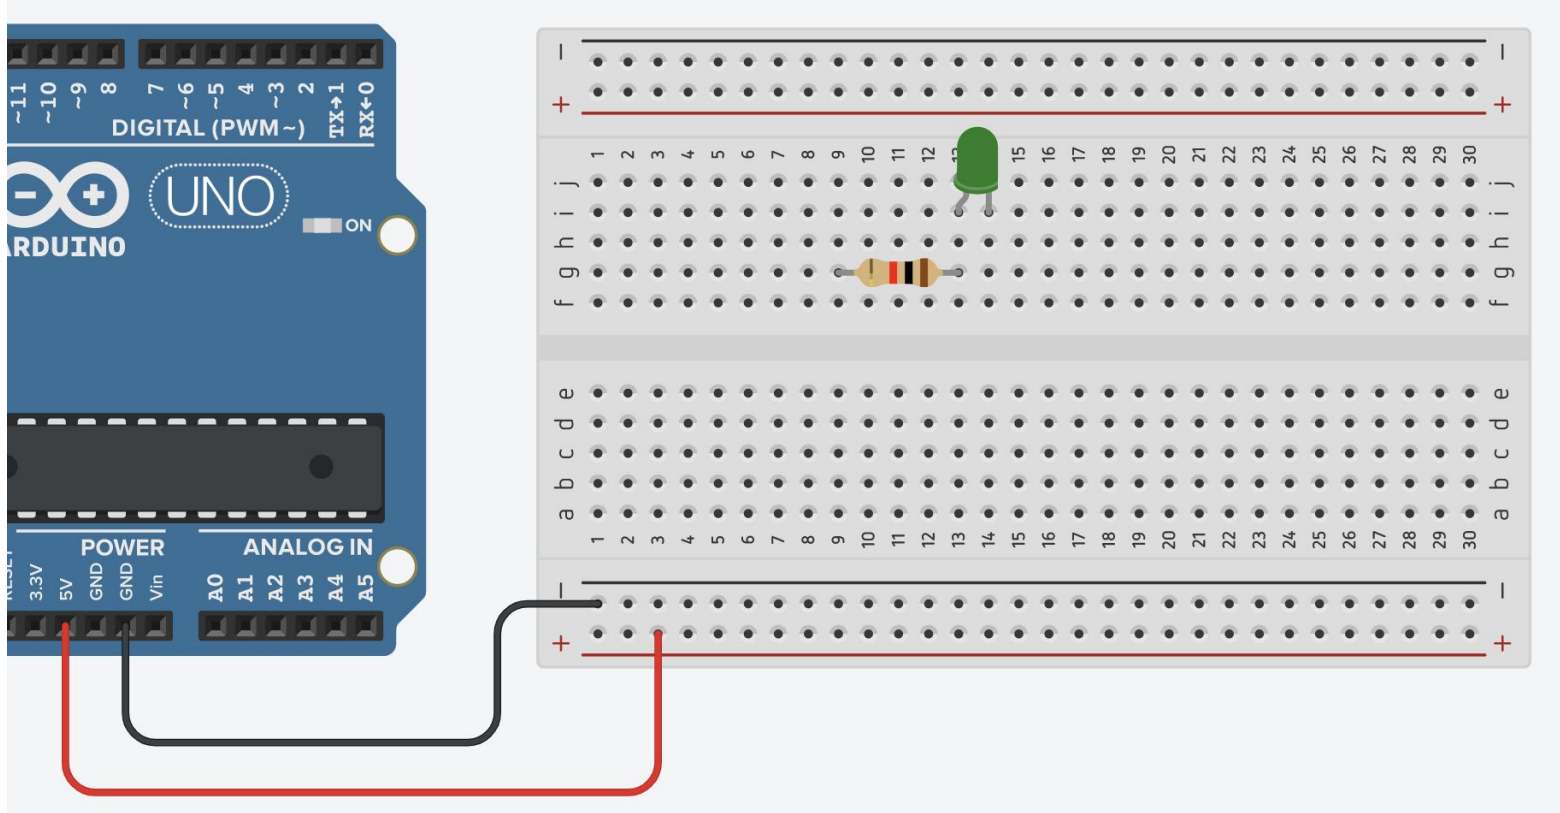 ~11 ~10 ~9 8 7 ~6 ~5 4 ~3 2 TX→1 RX←0
DIGITAL (PWM~)
UNO
ON
ARDUINO
POWER ANALOG IN
RESET 3.3V 5V GND GND Vin A0 A1 A2 A3 A4 A5
− −
+ +
1 2 3 4 5 6 7 8 9 10 11 12 15 16 17 18 19 20 21 22 23 24 25 26 27 28 29 30
j j
i i
h h
g g
f f
e e
d d
c c
b b
a a
1 2 3 4 5 6 7 8 9 10 11 12 13 14 15 16 17 18 19 20 21 22 23 24 25 26 27 28 29 30
− −
+ +